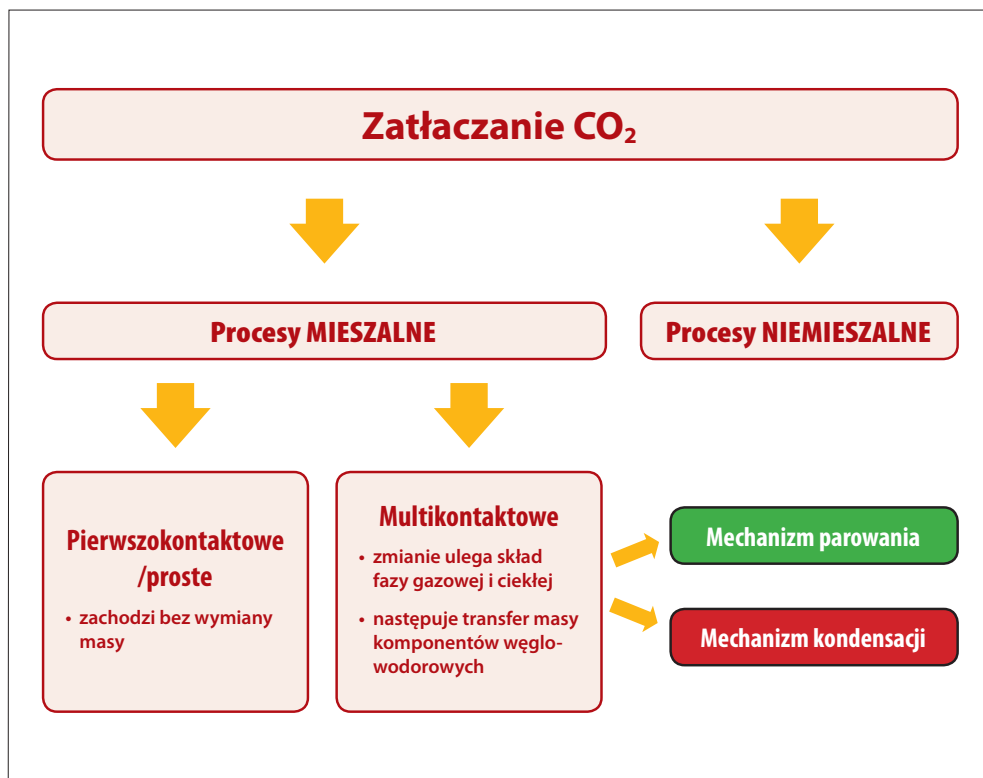 Zatłaczanie CO₂
Procesy MIESZALNE
Procesy NIEMIESZALNE
Pierwszokontaktowe
/proste
• zachodzi bez wymiany
masy
Multikontaktowe
• zmianie ulega skład
fazy gazowej i ciekłej
• następuje transfer masy
komponentów węglo-
wodorowych
Mechanizm parowania
Mechanizm kondensacji